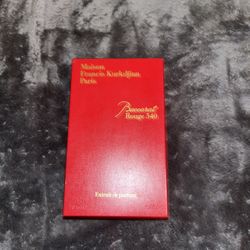 Maison
Francis Kurkdjian
Paris
Baccarat
Rouge 540
Extrait de parfum